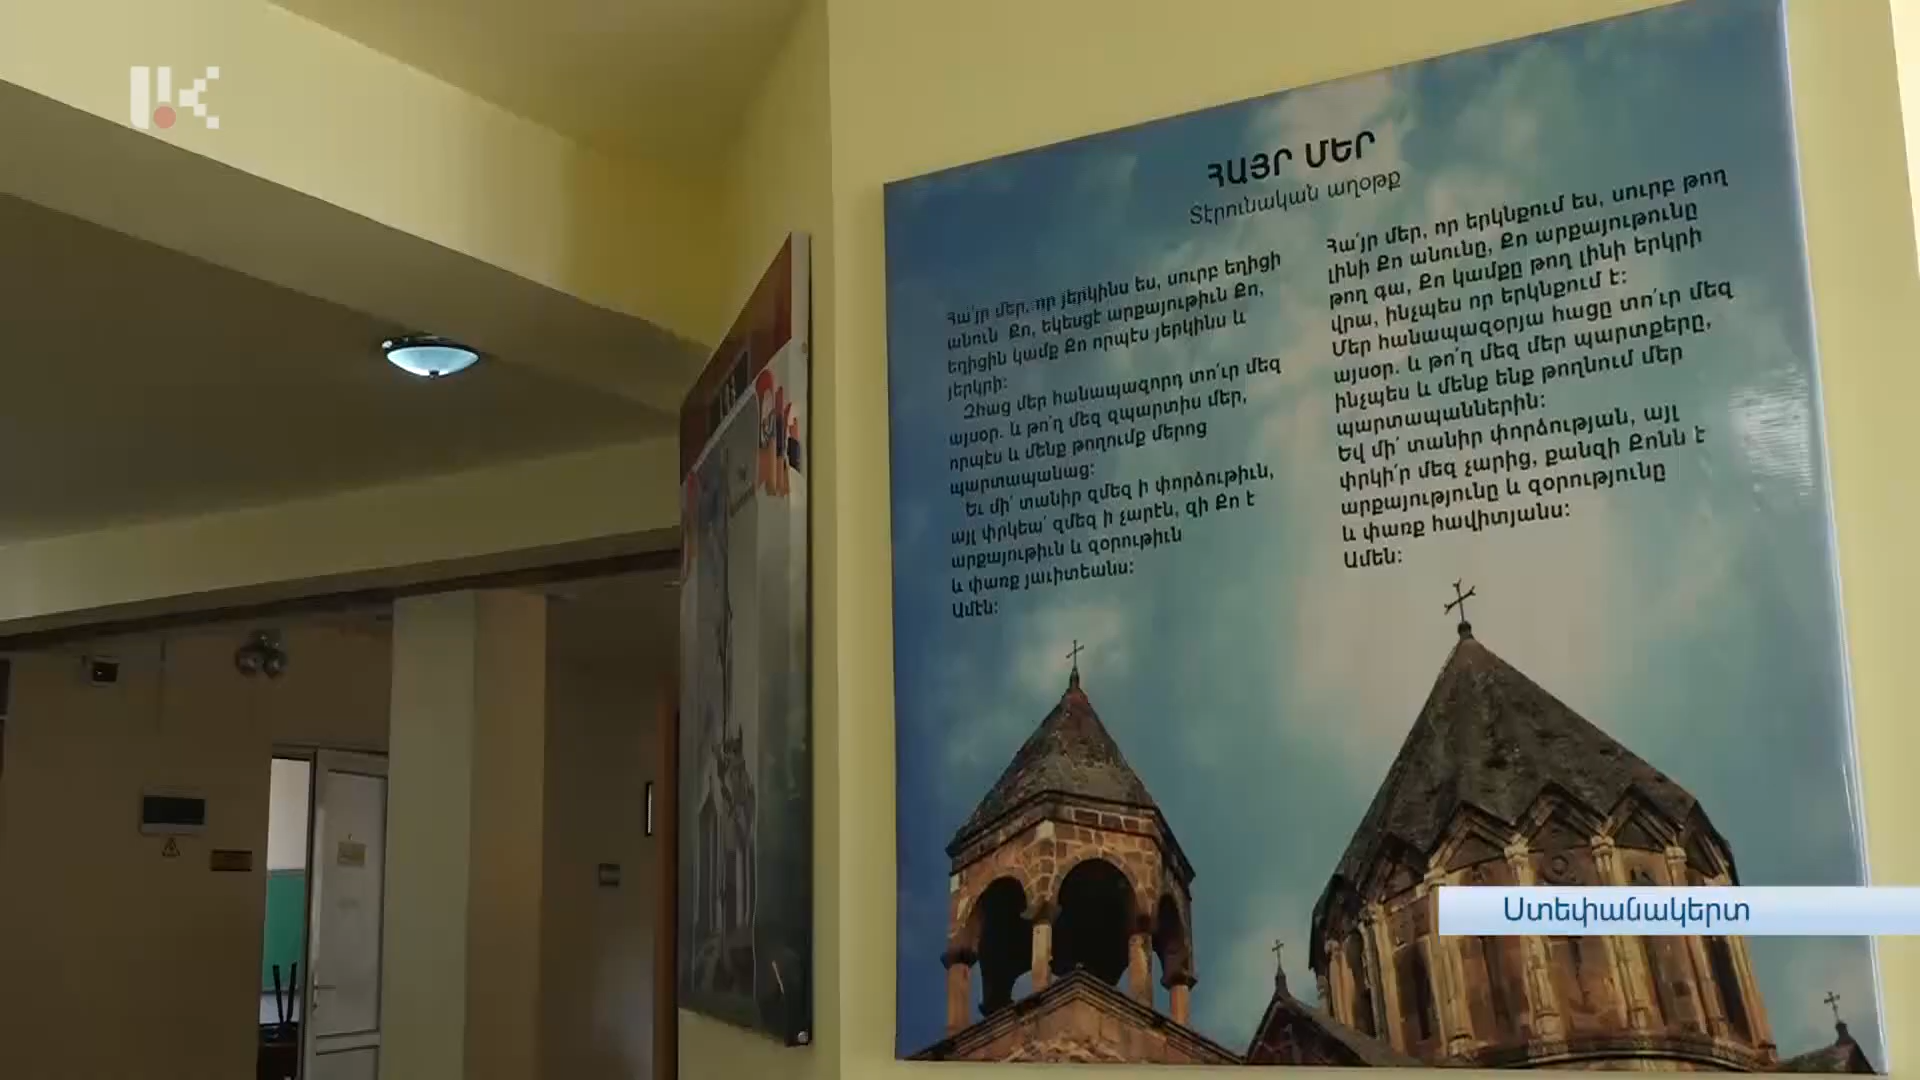 ՀԱՅՐ ՄԵՐ
Տէրունական աղօթք
Հա՛յր մեր, որ յերկինս ես, սուրբ եղիցի
անուն Քո, եկեսցէ արքայութիւն Քո,
եղիցին կամք Քո որպէս յերկինս և
յերկրի:
Զհաց մեր հանապազորդ տո՛ւր մեզ
այսօր. և թո՛ղ մեզ զպարտիս մեր,
որպէս և մենք թողումք մերոց
պարտապանաց:
Եւ մի՛ տանիր զմեզ ի փորձութիւն,
այլ փրկեա՛ զմեզ ի չարէն, զի Քո է
արքայութիւն և զօրութիւն
և փառք յաւիտեանս:
Ամէն:
Հա՛յր մեր, որ երկնքում ես, սուրբ թող
լինի Քո անունը, Քո արքայութունը
թող գա, Քո կամքը թող լինի երկրի
վրա, ինչպես որ երկնքում է:
Մեր հանապազօրյա հացը տո՛ւր մեզ
այսօր. և թո՛ղ մեզ մեր պարտքերը,
ինչպես և մենք ենք թողնում մեր
պարտապաններին:
Եվ մի՛ տանիր փորձության, այլ
փրկի՛ր մեզ չարից, քանզի Քոնն է
արքայությունը և զօրությունը
և փառք հավիտյանս:
Ամեն:
Ստեփանակերտ